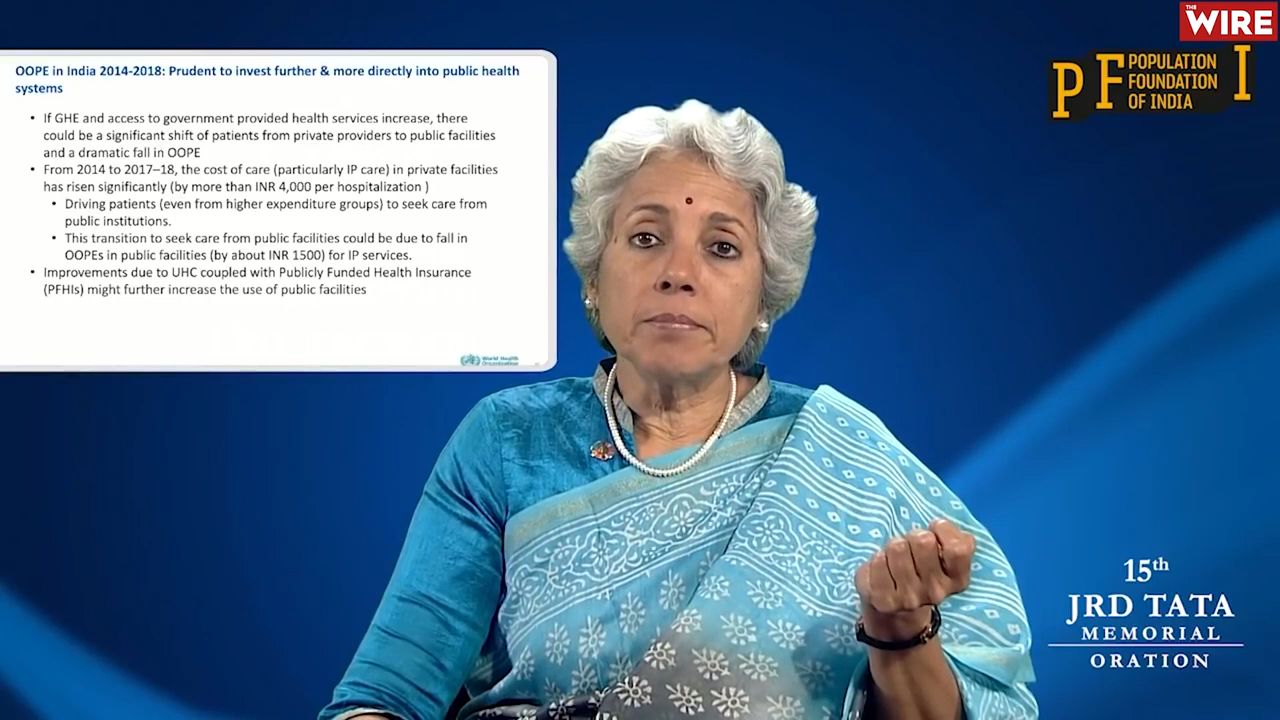 THE
WIRE
PFI
POPULATION
FOUNDATION
OF INDIA
OOPE in India 2014-2018: Prudent to invest further & more directly into public health
systems
• If GHE and access to government provided health services increase, there
could be a significant shift of patients from private providers to public facilities
and a dramatic fall in OOPE
• From 2014 to 2017–18, the cost of care (particularly IP care) in private facilities
has risen significantly (by more than INR 4,000 per hospitalization )
• Driving patients (even from higher expenditure groups) to seek care from
public institutions.
• This transition to seek care from public facilities could be due to fall in
OOPEs in public facilities (by about INR 1500) for IP services.
• Improvements due to UHC coupled with Publicly Funded Health Insurance
(PFHIs) might further increase the use of public facilities
World Health
Organization
15th
JRD TATA
MEMORIAL
ORATION